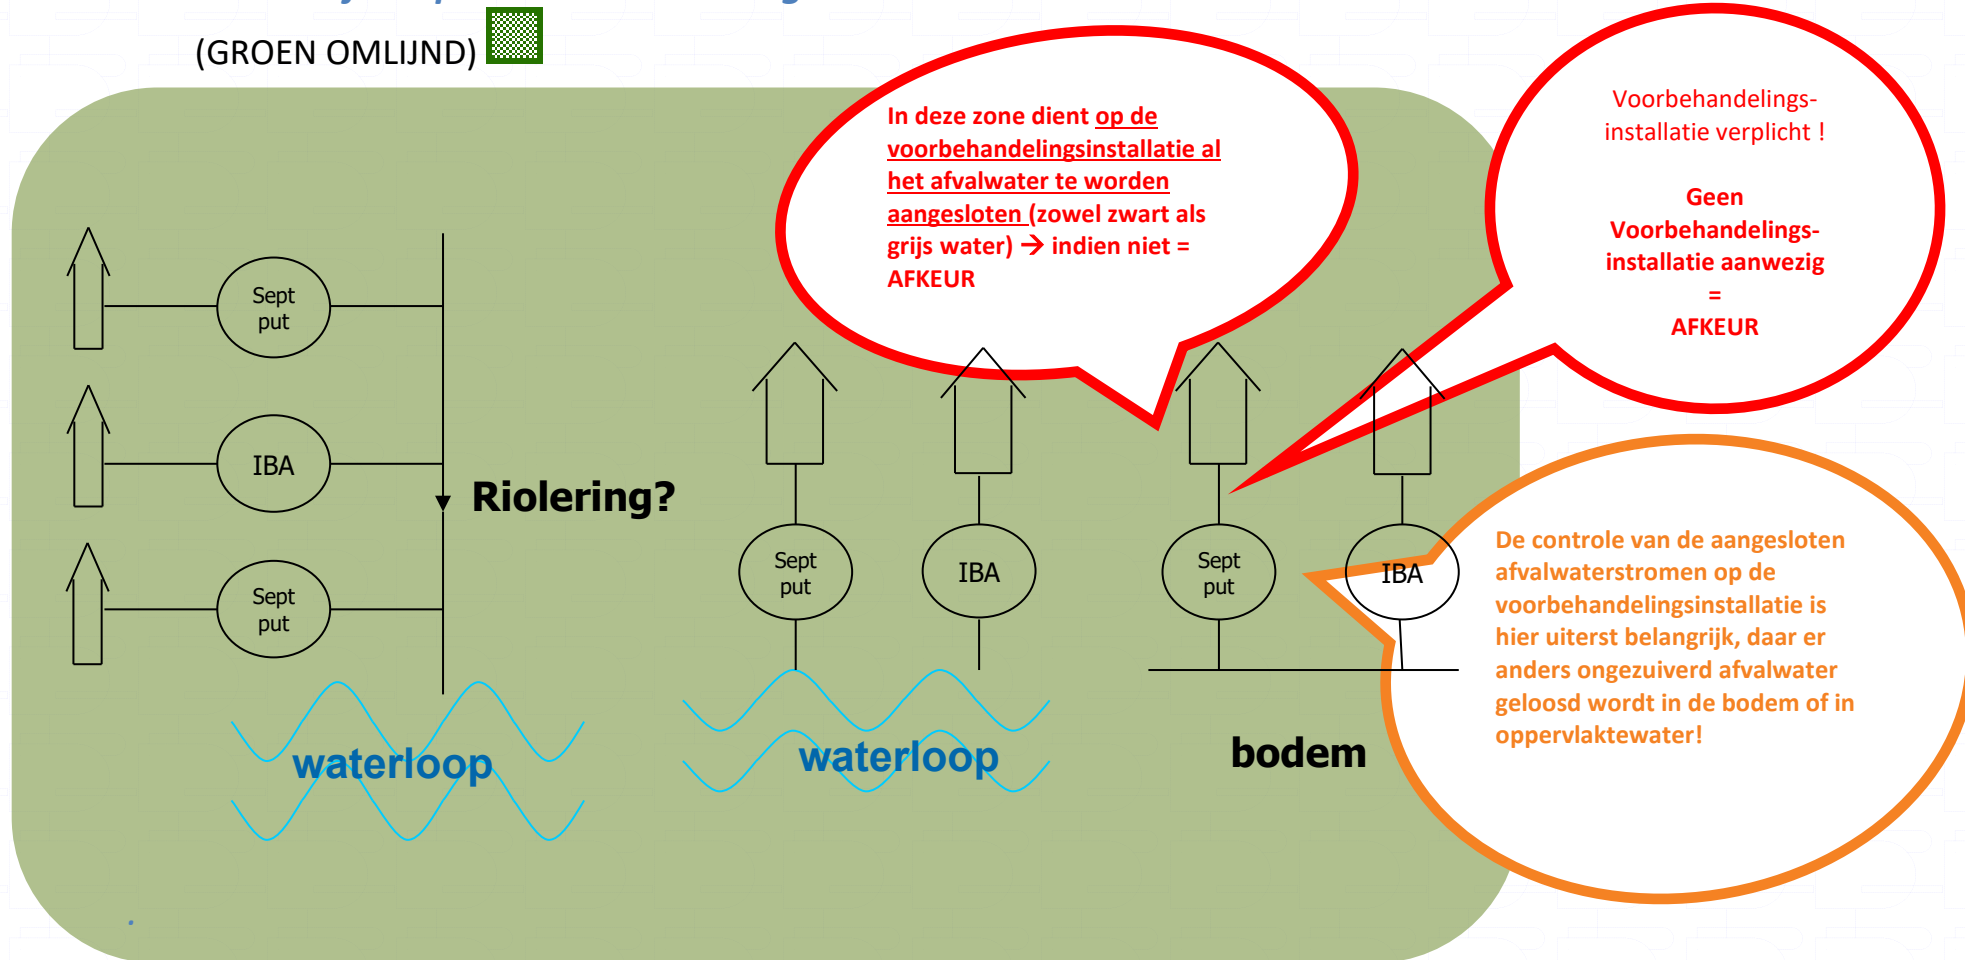 (GROEN OMLIJND)
In deze zone dient op de
voorbehandelingsinstallatie al
het afvalwater te worden
aangesloten (zowel zwart als
grijs water) → indien niet =
AFKEUR
Voorbehandelings-
installatie verplicht !
Geen
Voorbehandelings-
installatie aanwezig
=
AFKEUR
Sept
put
IBA
Sept
put
Riolering?
waterloop
Sept
put
IBA
waterloop
Sept
put
IBA
bodem
De controle van de aangesloten
afvalwaterstromen op de
voorbehandelingsinstallatie is
hier uiterst belangrijk, daar er
anders ongezuiverd afvalwater
geloosd wordt in de bodem of in
oppervlaktewater!
.